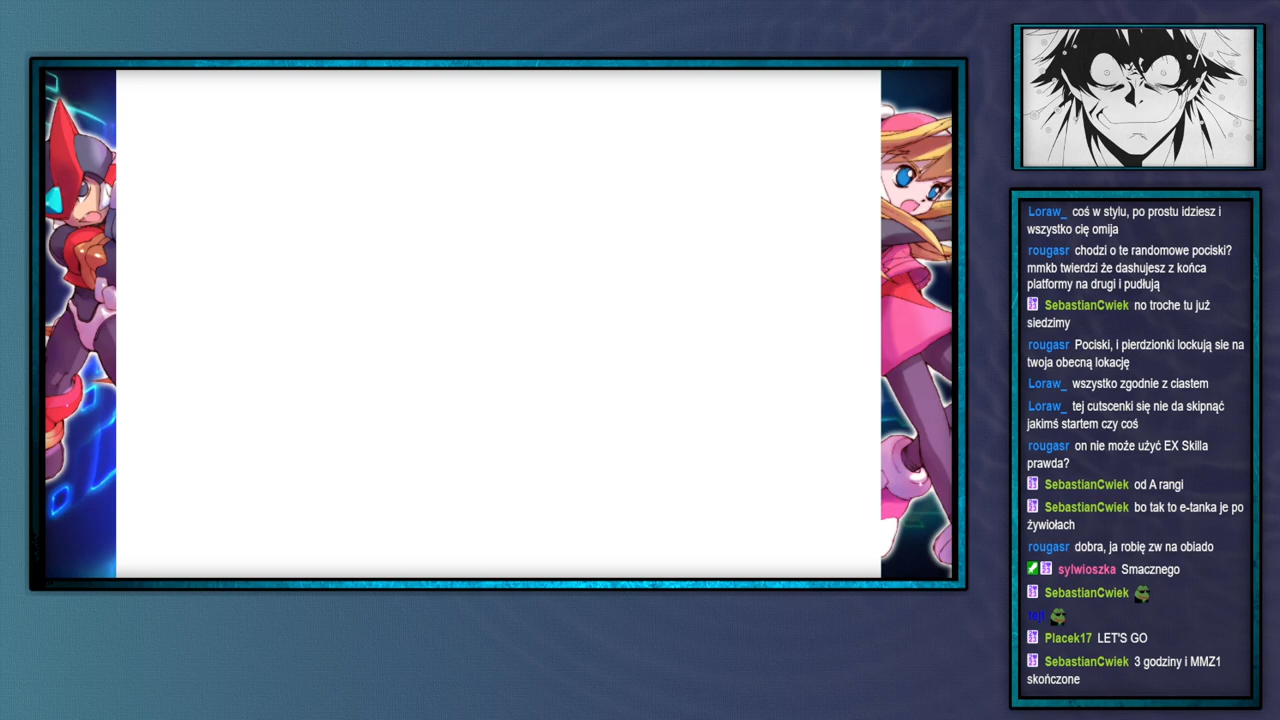 Loraw_ coś w stylu, po prostu idziesz i
wszystko cię omija
rougasr chodzi o te randomowe pociski?
mmkb twierdzi że dashujesz z końca
platformy na drugi i pudłują
SebastianCwiek no troche tu już
siedzimy
rougasr Pociski, i pierdzionki lockują sie na
twoja obecną lokację
Loraw_ wszystko zgodnie z ciastem
Loraw_ tej cutscenki się nie da skipnąć
jakimś startem czy coś
rougasr on nie może użyć EX Skilla
prawda?
SebastianCwiek od A rangi
SebastianCwiek bo tak to e-tanka je po
żywiołach
rougasr dobra, ja robię zw na obiado
sylwioszka Smacznego
SebastianCwiek
Placek17 LET'S GO
SebastianCwiek 3 godziny i MMZ1
skończone